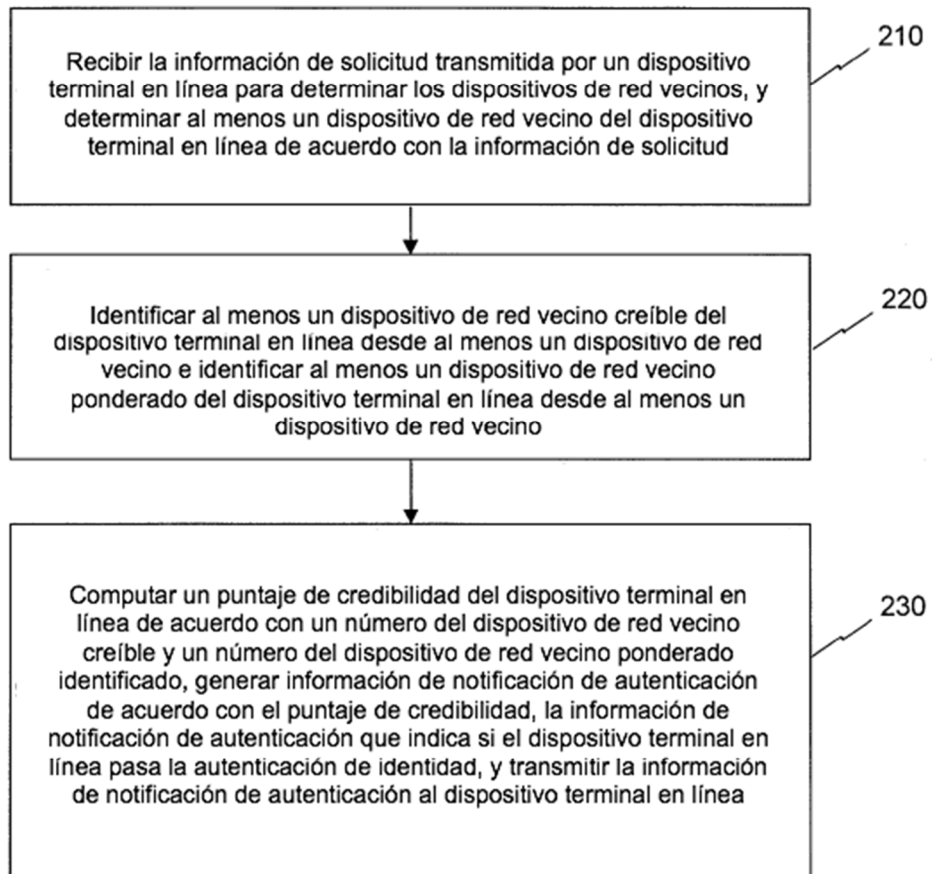 Recibir la información de solicitud transmitida por un dispositivo
terminal en línea para determinar los dispositivos de red vecinos, y
determinar al menos un dispositivo de red vecino del dispositivo
terminal en línea de acuerdo con la información de solicitud
210
Identificar al menos un dispositivo de red vecino creíble del
dispositivo terminal en línea desde al menos un dispositivo de red
vecino e identificar al menos un dispositivo de red vecino
ponderado del dispositivo terminal en línea desde al menos un
dispositivo de red vecino
220
Computar un puntaje de credibilidad del dispositivo terminal en
línea de acuerdo con un número del dispositivo de red vecino
creíble y un número del dispositivo de red vecino ponderado
identificado, generar información de notificación de autenticación
de acuerdo con el puntaje de credibilidad, la información de
notificación de autenticación que indica si el dispositivo terminal en
línea pasa la autenticación de identidad, y transmitir la información
de notificación de autenticación al dispositivo terminal en línea
230